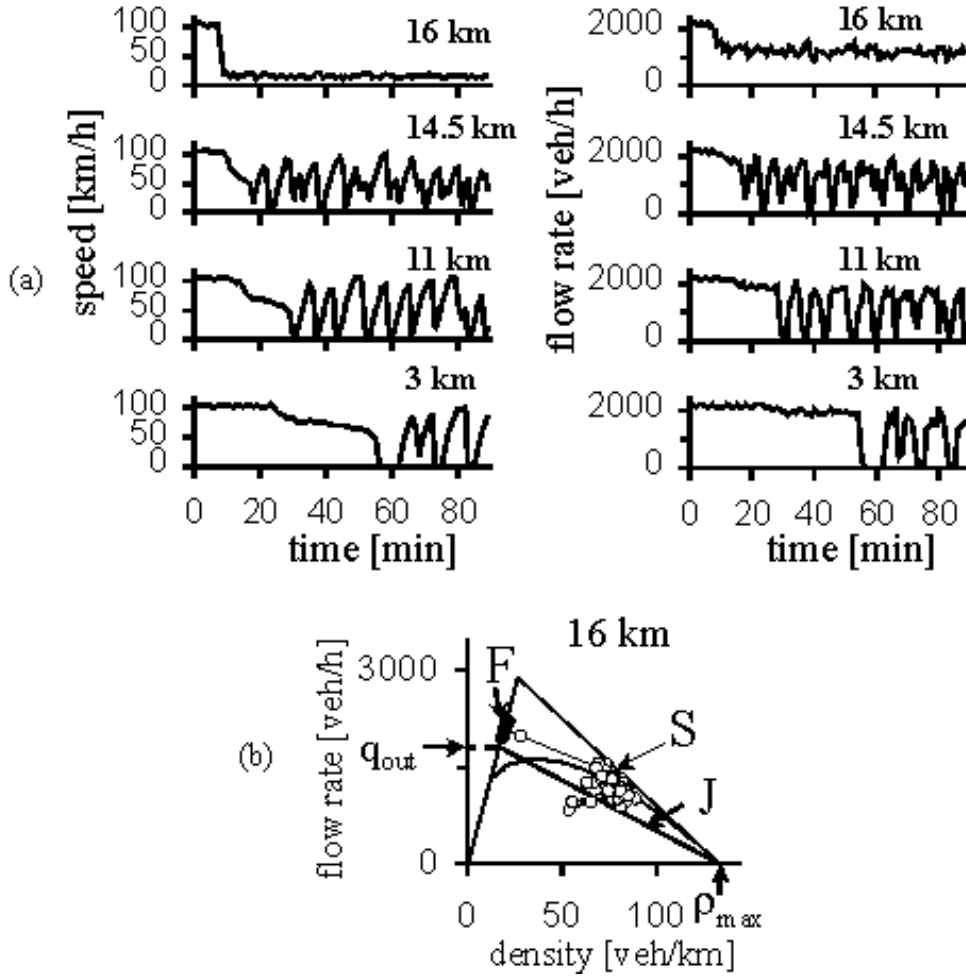 (a)
speed [km/h]
16 km
100
50
0
14.5 km
100
50
0
11 km
100
50
0
3 km
100
50
0
0 20 40 60 80
time [min]
flow rate [veh/h]
16 km
2000
0
14.5 km
2000
0
11 km
2000
0
3 km
2000
0
0 20 40 60 80
time [min]
(b)
16 km
flow rate [veh/h]
3000
F
S
q_out
J
0
ρ_max
0 50 100
density [veh/km]